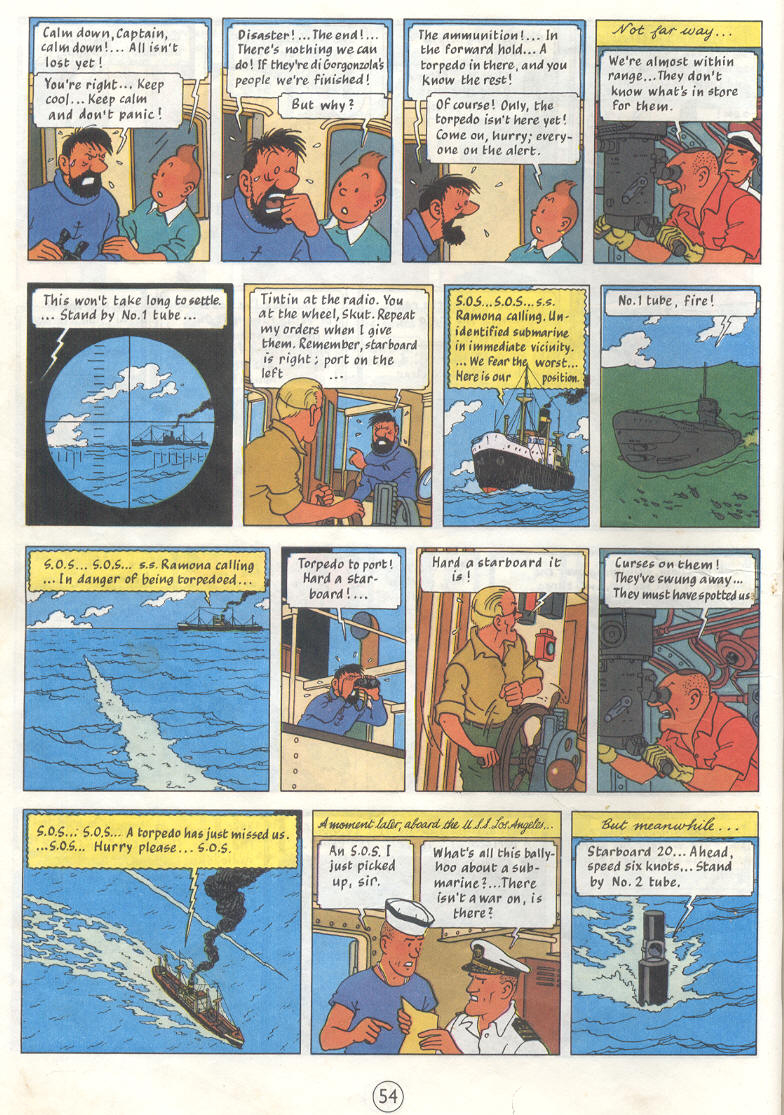 Calm down, Captain,
calm down!... All isn't
lost yet!
You're right... Keep
cool... Keep calm
and don't panic!
Disaster!...The end!...
There's nothing we can
do! If they're di Gorgonzola's
people we're finished!
But why?
The ammunition!... In
the forward hold... A
torpedo in there, and you
know the rest!
Of course! Only, the
torpedo isn't here yet!
Come on, hurry; every-
one on the alert.
Not far way...
We're almost within
range...They don't
know what's in store
for them.
This won't take long to settle.
... Stand by No.1 tube...
Tintin at the radio. You
at the wheel, Skut. Repeat
my orders when I give
them. Remember, starboard
is right; port on the
left ...
S.O.S...S.O.S... s.s.
Ramona calling. Un-
identified submarine
in immediate vicinity.
...We fear the worst...
Here is our position.
No.1 tube, fire!
S.O.S... S.O.S... s.s. Ramona calling
...In danger of being torpedoed...
Torpedo to port!
Hard a star-
board!...
Hard a starboard it
is!
Curses on them!
They've swung away...
They must have spotted us.
S.O.S... S.O.S... A torpedo has just missed us.
...S.O.S... Hurry please... S.O.S.
A moment later, aboard the U.S.S. Los Angeles...
An S.O.S. I
just picked
up, sir.
What's all this bally-
hoo about a sub-
marine?...There
isn't a war on, is
there?
But meanwhile...
Starboard 20... Ahead,
speed six knots... Stand
by No. 2 tube.
54